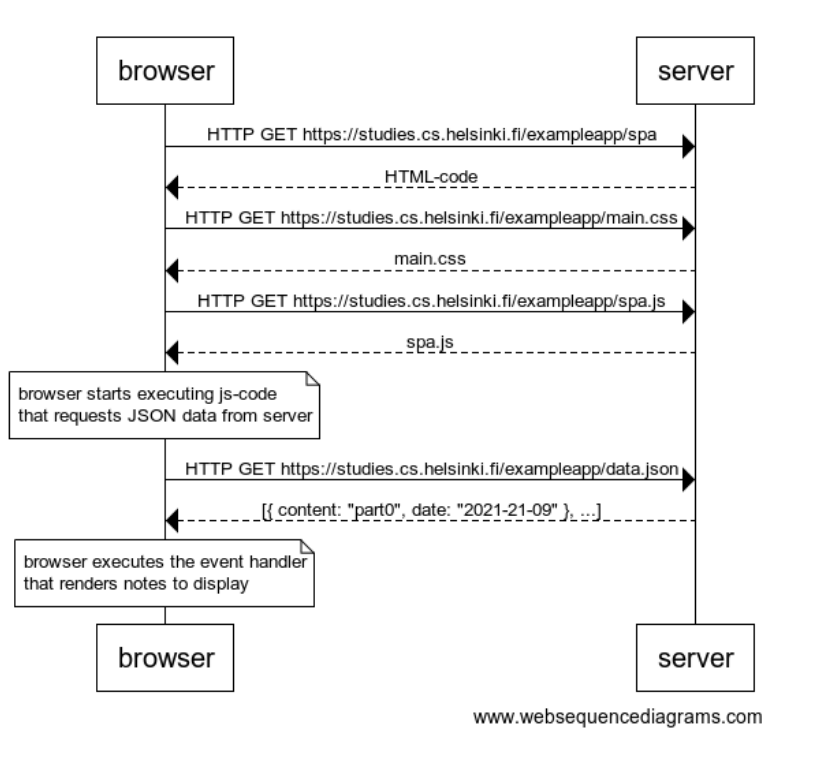 browser
server
HTTP GET https://studies.cs.helsinki.fi/exampleapp/spa
HTML-code
HTTP GET https://studies.cs.helsinki.fi/exampleapp/main.css
main.css
HTTP GET https://studies.cs.helsinki.fi/exampleapp/spa.js
spa.js
browser starts executing js-code
that requests JSON data from server
HTTP GET https://studies.cs.helsinki.fi/exampleapp/data.json
[{ content: "part0", date: "2021-21-09" }, ...]
browser executes the event handler
that renders notes to display
browser
server
www.websequencediagrams.com